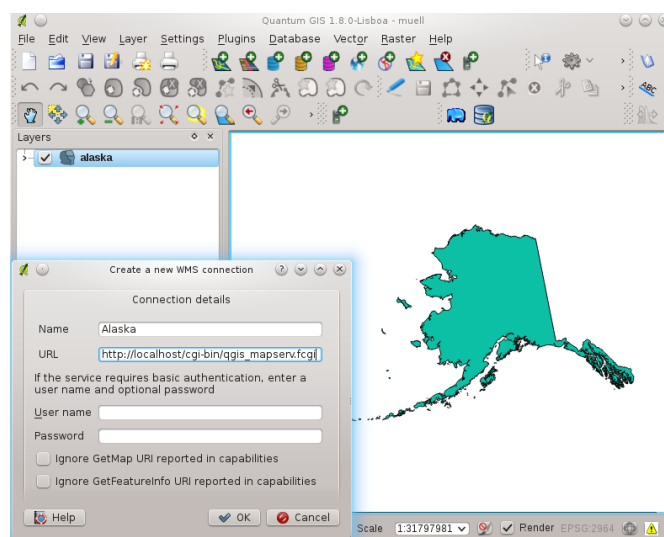 Quantum GIS 1.8.0-Lisboa - muell
File Edit View Layer Settings Plugins Database Vector Raster Help
ABC
Layers
alaska
Create a new WMS connection
Connection details
Name Alaska
URL http://localhost/cgi-bin/qgis_mapserv.fcgi
If the service requires basic authentication, enter a
user name and optional password
User name
Password
Ignore GetMap URI reported in capabilities
Ignore GetFeatureInfo URI reported in capabilities
Help OK Cancel
Scale 1:31797981 Render EPSG:2964